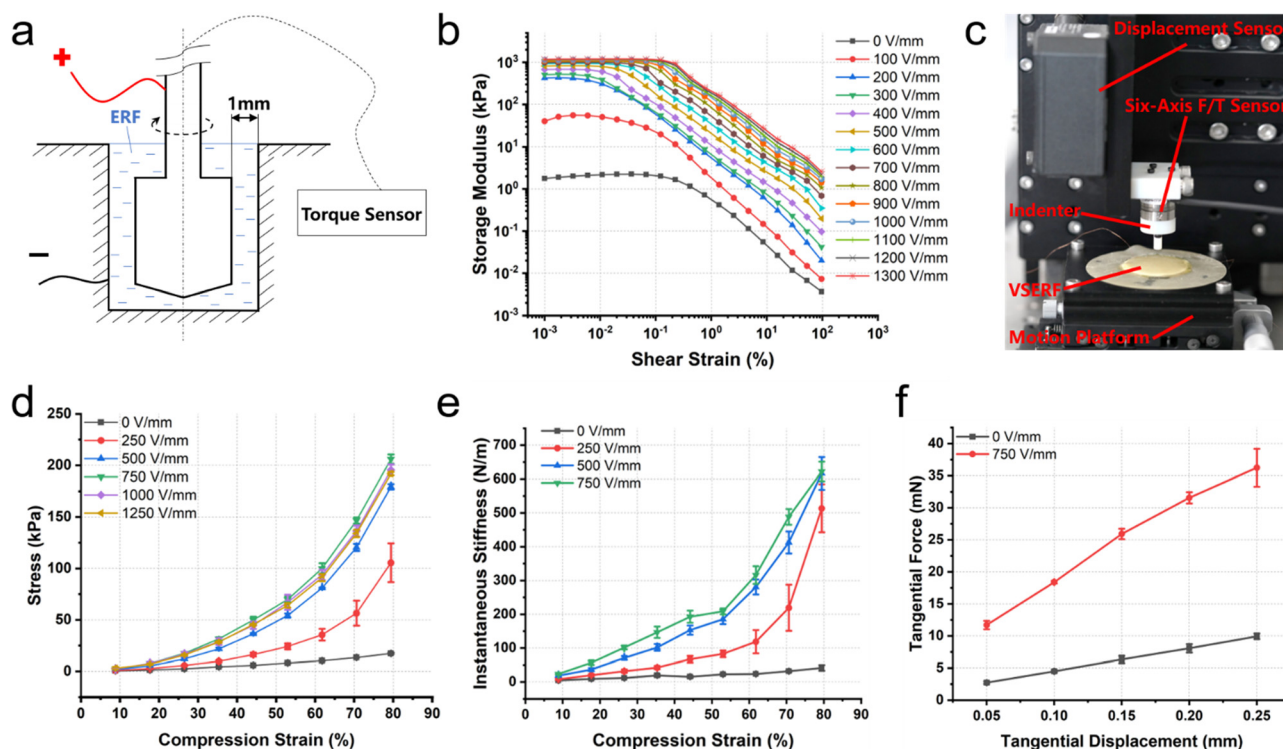 a
+
ERF
1mm
−
Torque Sensor
b
Storage Modulus (kPa)
10³
10²
10¹
10⁰
10⁻¹
10⁻²
10⁻³
10⁻³
10⁻²
10⁻¹
10⁰
10¹
10²
10³
Shear Strain (%)
0 V/mm
100 V/mm
200 V/mm
300 V/mm
400 V/mm
500 V/mm
600 V/mm
700 V/mm
800 V/mm
900 V/mm
1000 V/mm
1100 V/mm
1200 V/mm
1300 V/mm
c
Displacement Sensor
Six-Axis F/T Sensor
Indenter
VSERF
Motion Platform
d
Stress (kPa)
250
200
150
100
50
0
0 V/mm
250 V/mm
500 V/mm
750 V/mm
1000 V/mm
1250 V/mm
0 10 20 30 40 50 60 70 80 90
Compression Strain (%)
e
Instantaneous Stiffness (N/m)
700
600
500
400
300
200
100
0
0 V/mm
250 V/mm
500 V/mm
750 V/mm
0 10 20 30 40 50 60 70 80 90
Compression Strain (%)
f
Tangential Force (mN)
45
40
35
30
25
20
15
10
5
0
0 V/mm
750 V/mm
0.05 0.10 0.15 0.20 0.25
Tangential Displacement (mm)